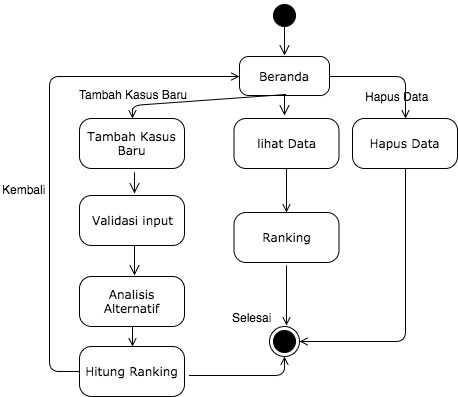 Beranda
Tambah Kasus Baru
Hapus Data
Tambah Kasus
Baru
lihat Data
Hapus Data
Kembali
Validasi input
Ranking
Analisis
Alternatif
Selesai
Hitung Ranking